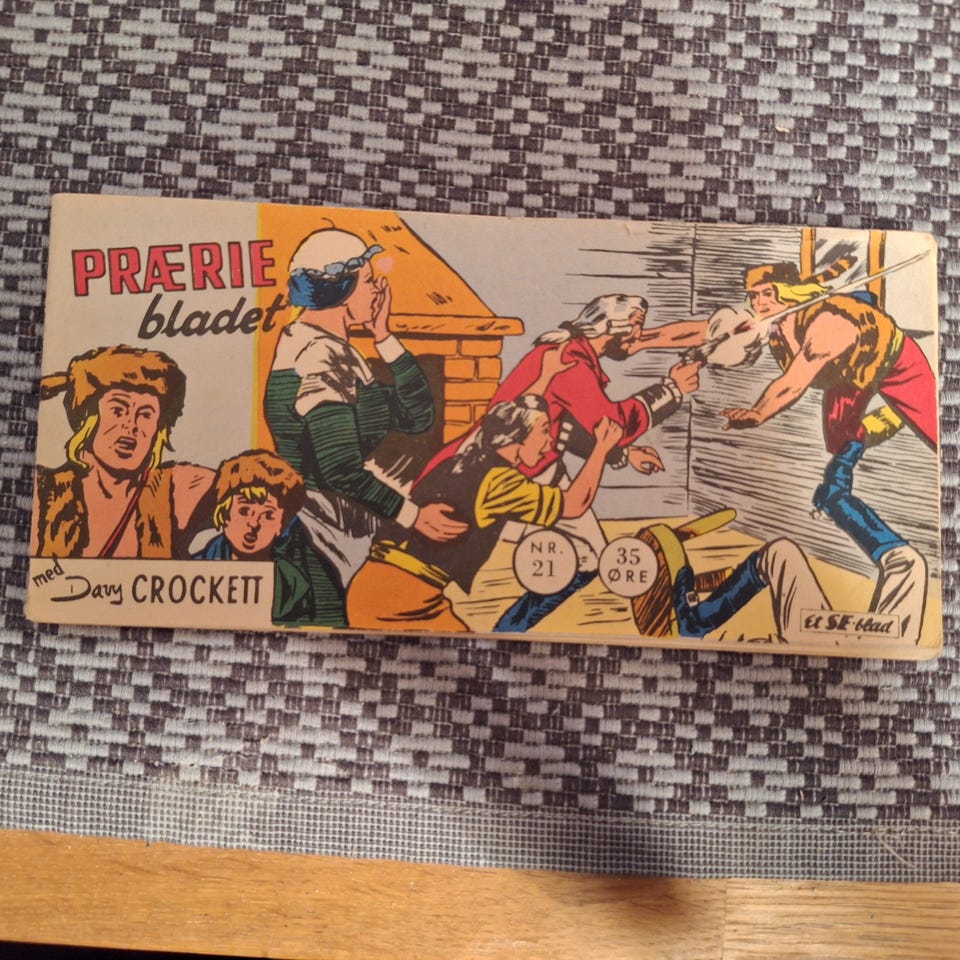 PRÆRIE
bladet
med
Davy CROCKETT
NR.
21
35
ØRE
Et SE-blad